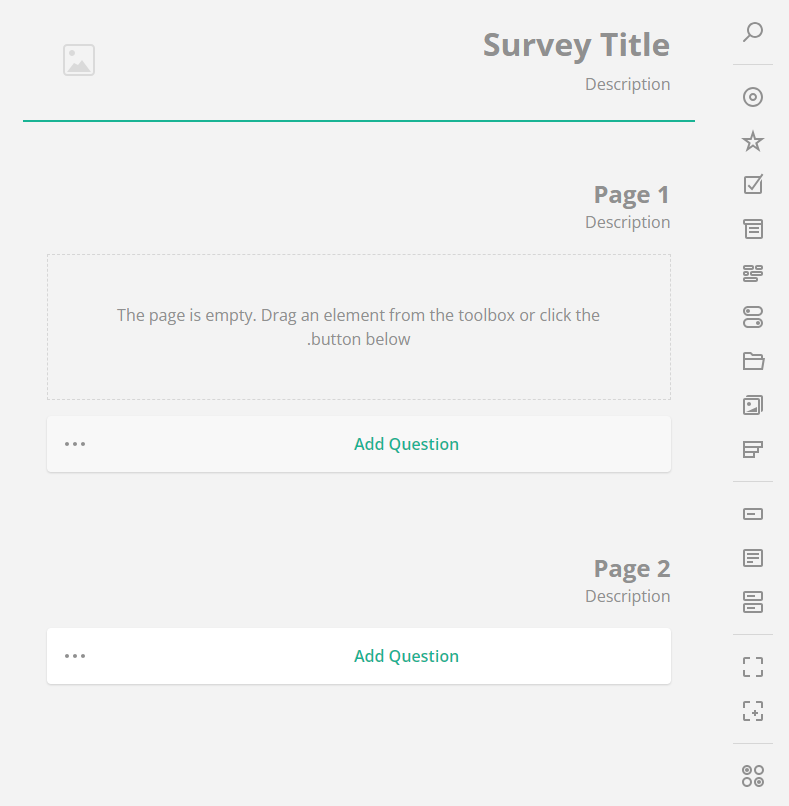 Survey Title
Description
Page 1
Description
The page is empty. Drag an element from the toolbox or click the
.button below
Add Question
Page 2
Description
Add Question